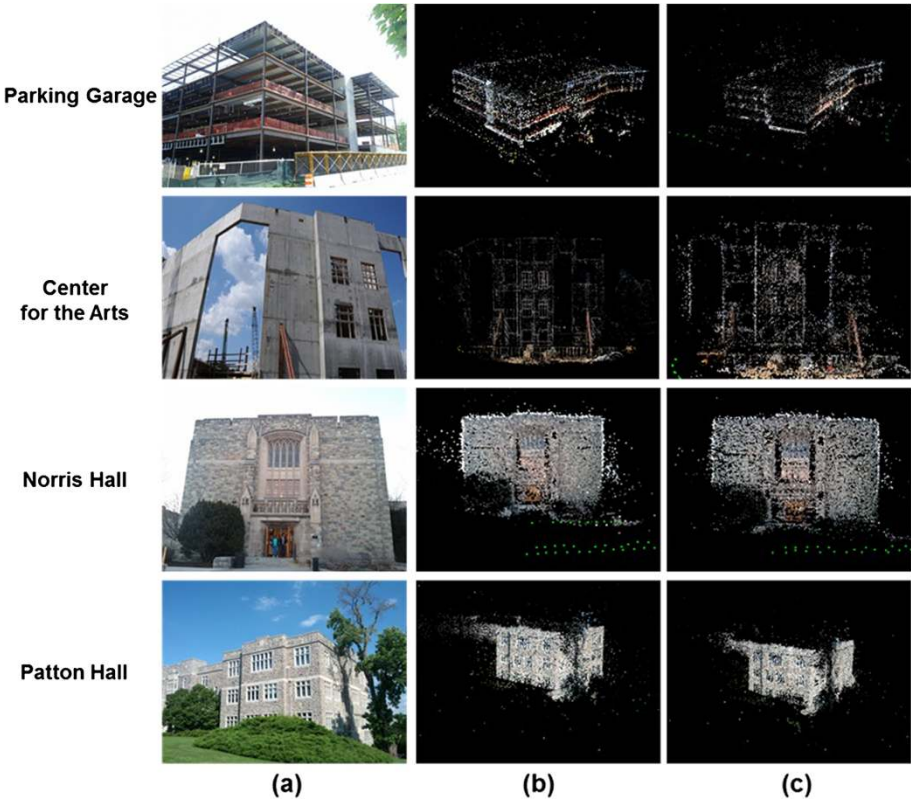 Parking Garage
Center
for the Arts
Norris Hall
Patton Hall
(a)
(b)
(c)